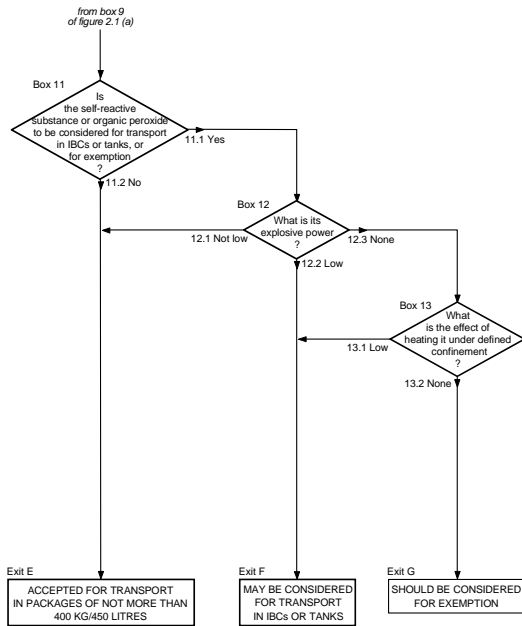 from box 9
of figure 2.1 (a)
Box 11
Is
the self-reactive
substance or organic peroxide
to be considered for transport
in IBCs or tanks, or
for exemption
?
11.1 Yes
11.2 No
Box 12
What is its
explosive power
?
12.1 Not low
12.3 None
12.2 Low
Box 13
What
is the effect of
heating it under defined
confinement
?
13.1 Low
13.2 None
Exit E
ACCEPTED FOR TRANSPORT
IN PACKAGES OF NOT MORE THAN
400 KG/450 LITRES
Exit F
MAY BE CONSIDERED
FOR TRANSPORT
IN IBCs OR TANKS
Exit G
SHOULD BE CONSIDERED
FOR EXEMPTION